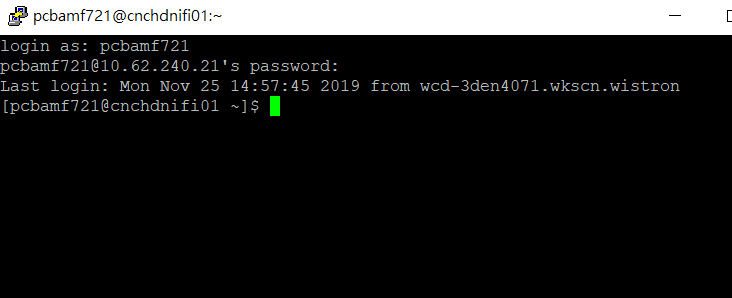 pcbamf721@cnchdnifi01:~
login as: pcbamf721
pcbamf721@10.62.240.21's password:
Last login: Mon Nov 25 14:57:45 2019 from wcd-3den4071.wkscn.wistron
[pcbamf721@cnchdnifi01 ~]$